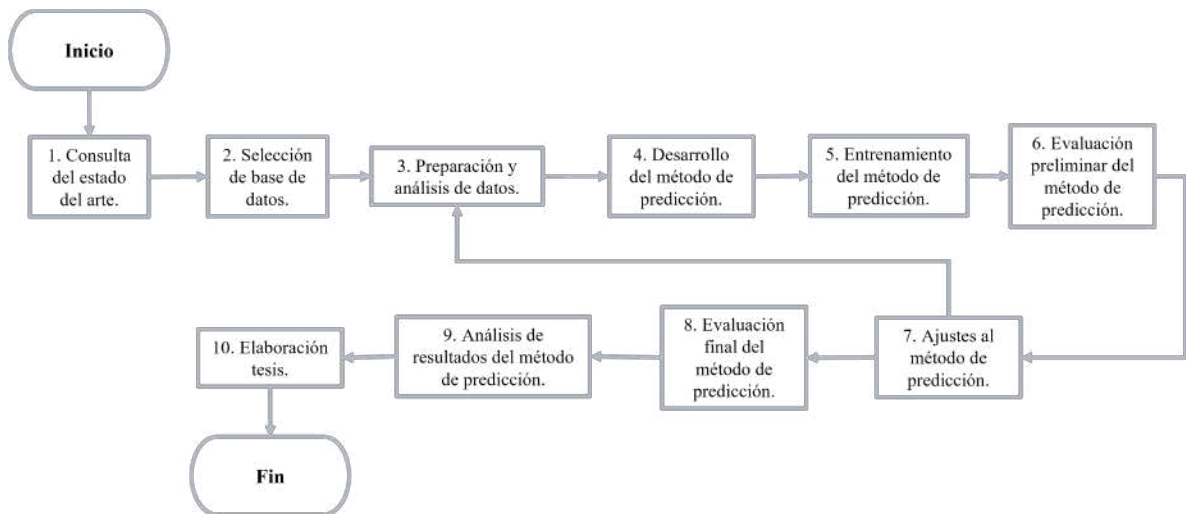 Inicio
1. Consulta
del estado
del arte.
2. Selección
de base de
datos.
3. Preparación y
análisis de datos.
4. Desarrollo
del método de
predicción.
5. Entrenamiento
del método de
predicción.
6. Evaluación
preliminar del
método de
predicción.
7. Ajustes al
método de
predicción.
8. Evaluación
final del
método de
predicción.
9. Análisis de
resultados del método
de predicción.
10. Elaboración
tesis.
Fin